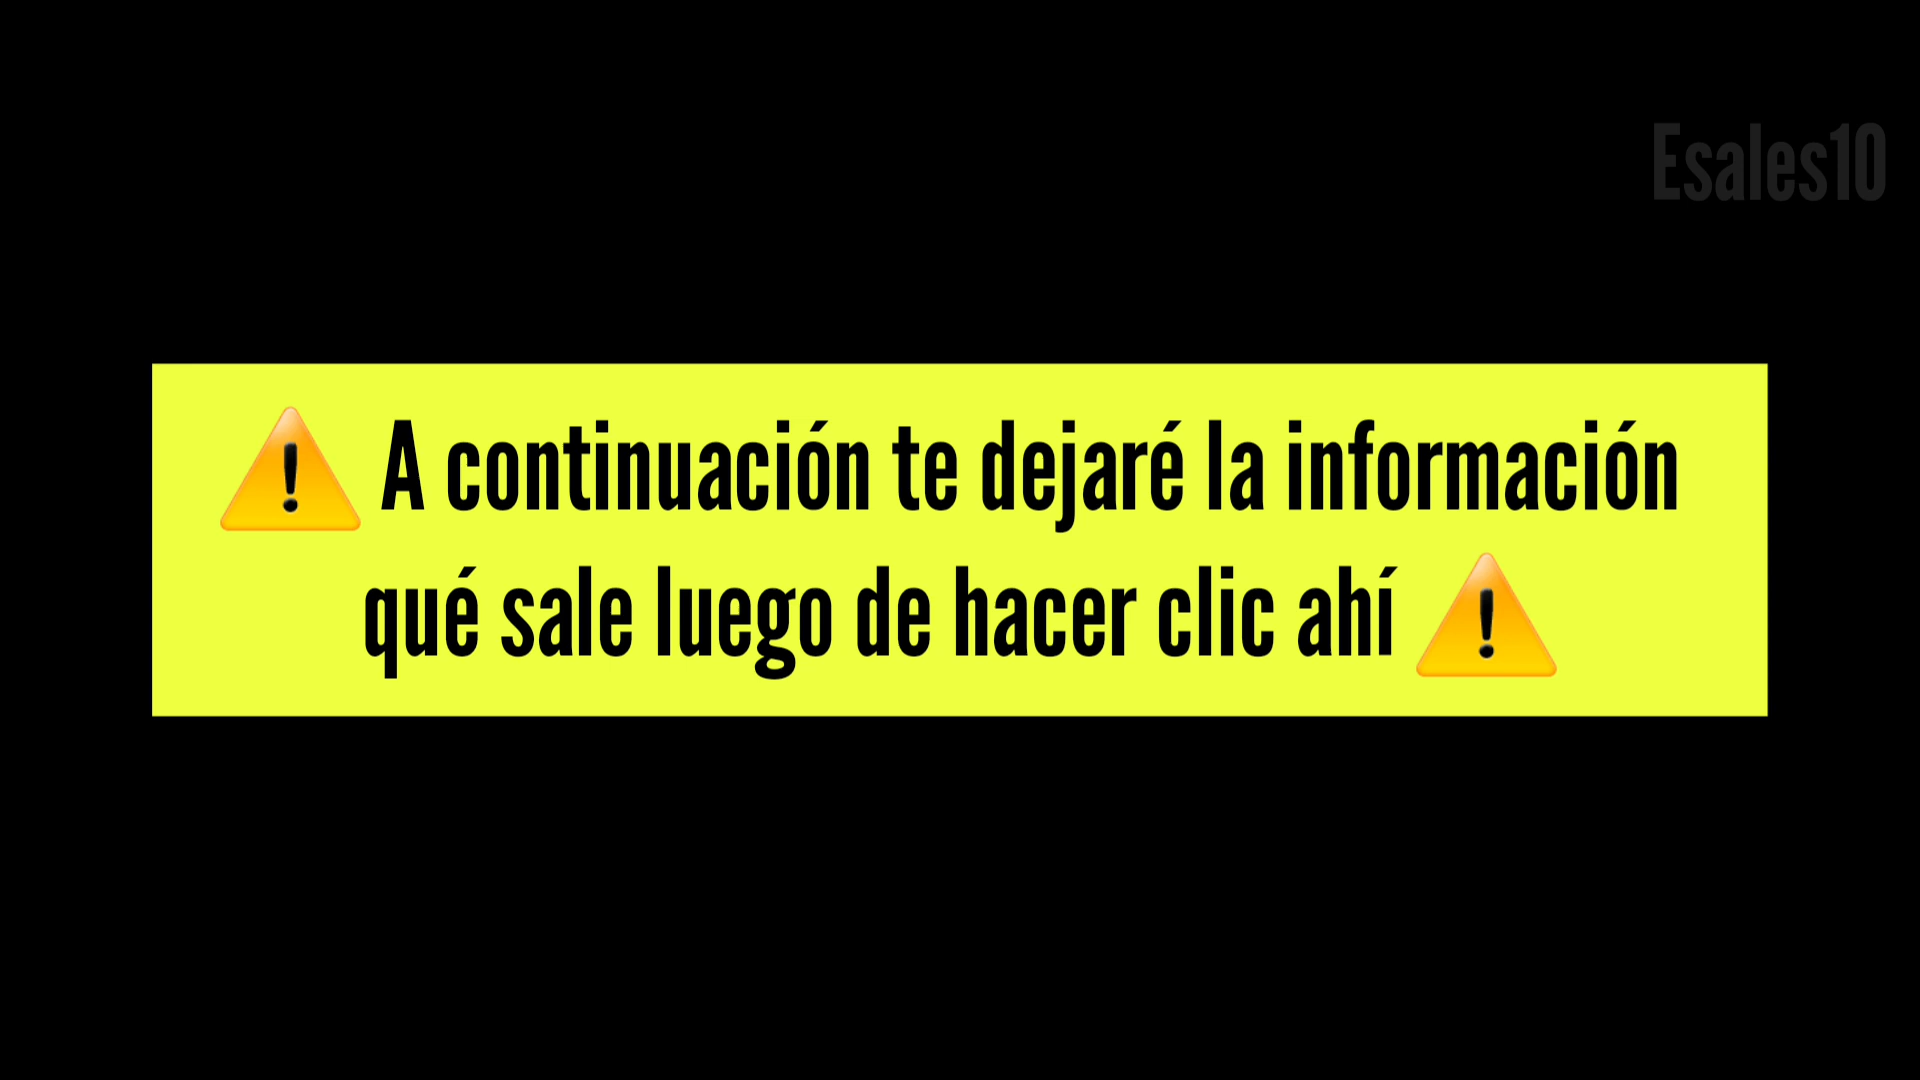 Esales10
⚠️ A continuación te dejaré la información
qué sale luego de hacer clic ahí ⚠️